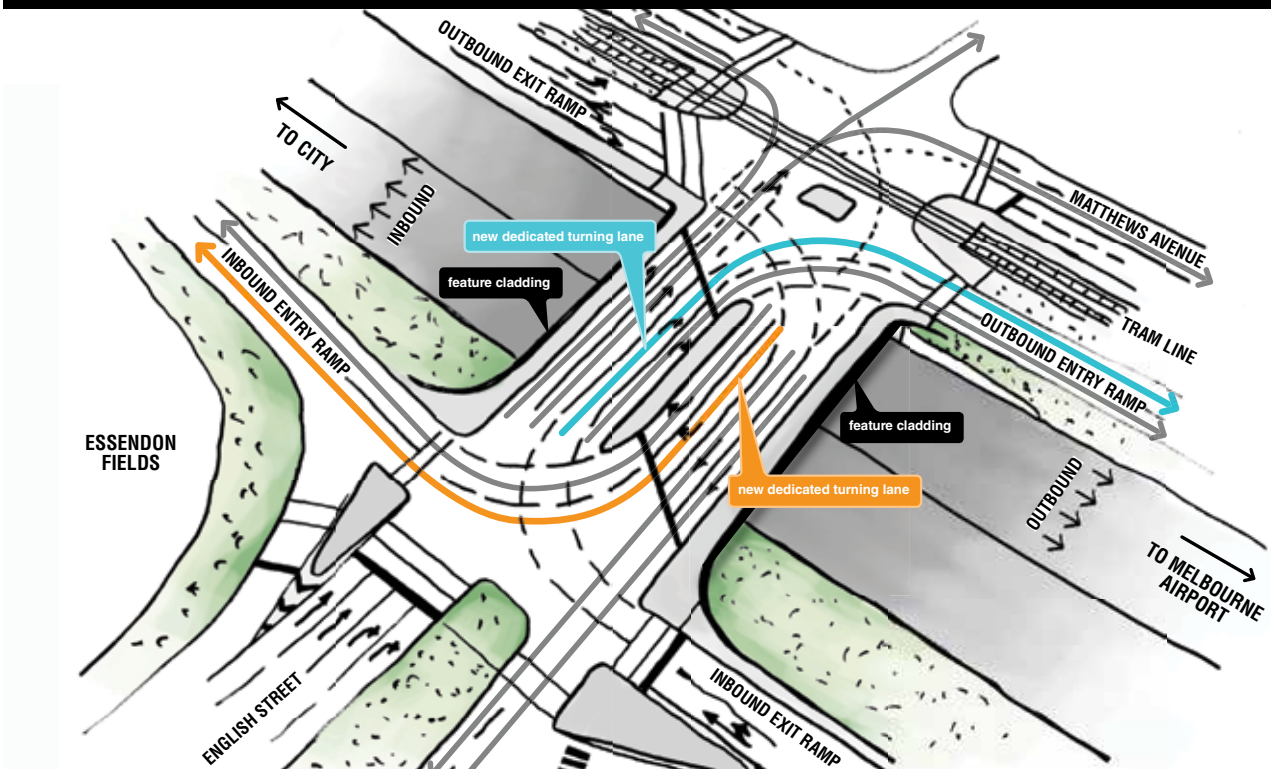 OUTBOUND EXIT RAMP
TO CITY
INBOUND
new dedicated turning lane
feature cladding
INBOUND ENTRY RAMP
MATTHEWS AVENUE
TRAM LINE
OUTBOUND ENTRY RAMP
feature cladding
ESSENDON
FIELDS
new dedicated turning lane
OUTBOUND
TO MELBOURNE
AIRPORT
ENGLISH STREET
INBOUND EXIT RAMP